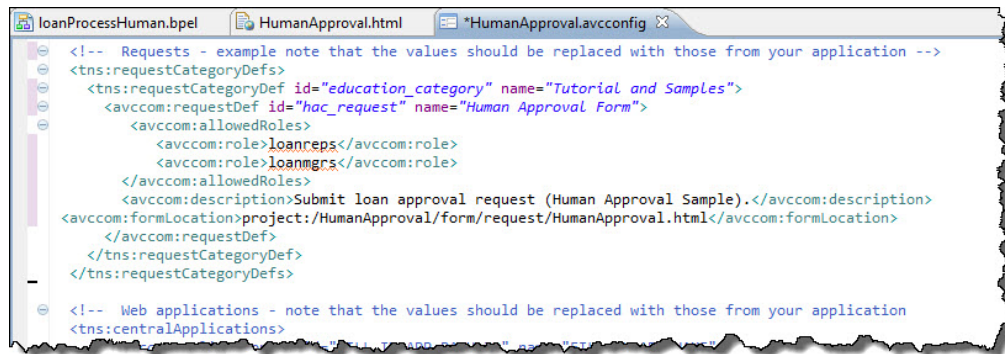 loanProcessHuman.bpel HumanApproval.html *HumanApproval.avcconfig
<!-- Requests - example note that the values should be replaced with those from your application -->
<tns:requestCategoryDefs>
<tns:requestCategoryDef id="education_category" name="Tutorial and Samples">
<avccom:requestDef id="hac_request" name="Human Approval Form">
<avccom:allowedRoles>
<avccom:role>loanreps</avccom:role>
<avccom:role>loanmgrs</avccom:role>
</avccom:allowedRoles>
<avccom:description>Submit loan approval request (Human Approval Sample).</avccom:description>
<avccom:formLocation>project:/HumanApproval/form/request/HumanApproval.html</avccom:formLocation>
</avccom:requestDef>
</tns:requestCategoryDef>
</tns:requestCategoryDefs>
<!-- Web applications - note that the values should be replaced with those from your application
<tns:centralApplications>